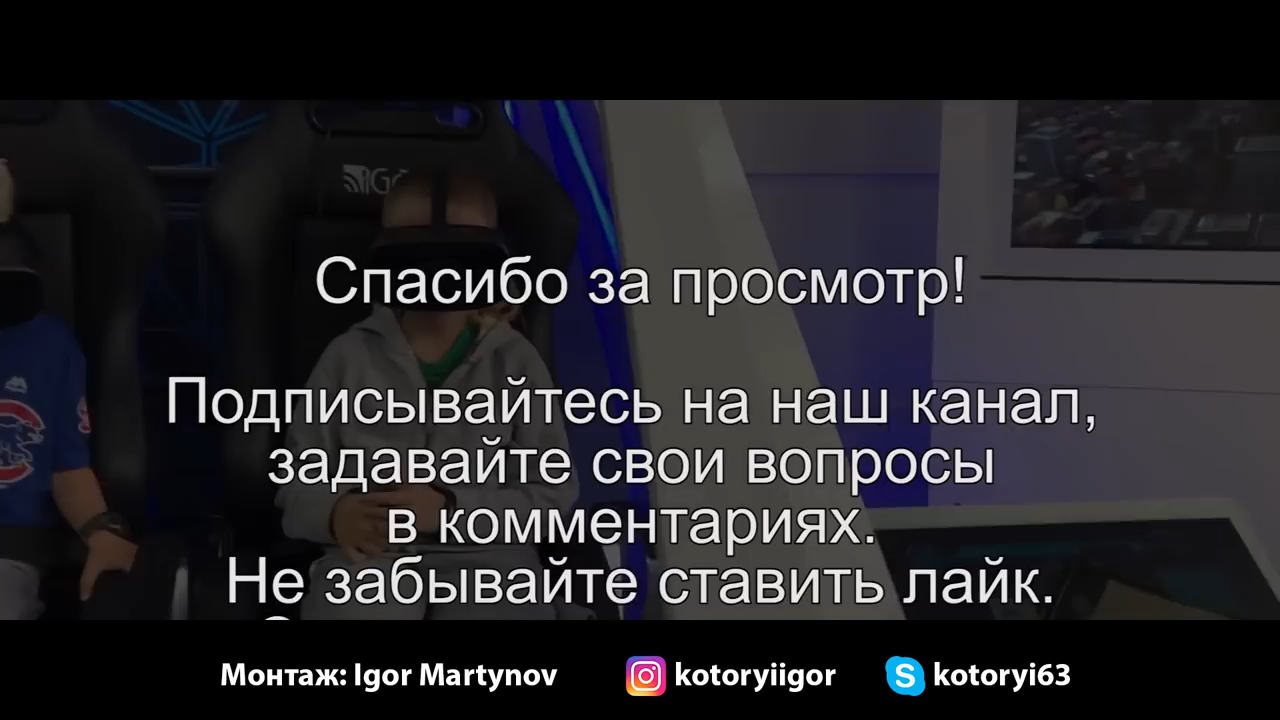 Спасибо за просмотр!
Подписывайтесь на наш канал,
задавайте свои вопросы
в комментариях.
Не забывайте ставить лайк.
Монтаж: Igor Martynov kotoryiigor kotoryi63